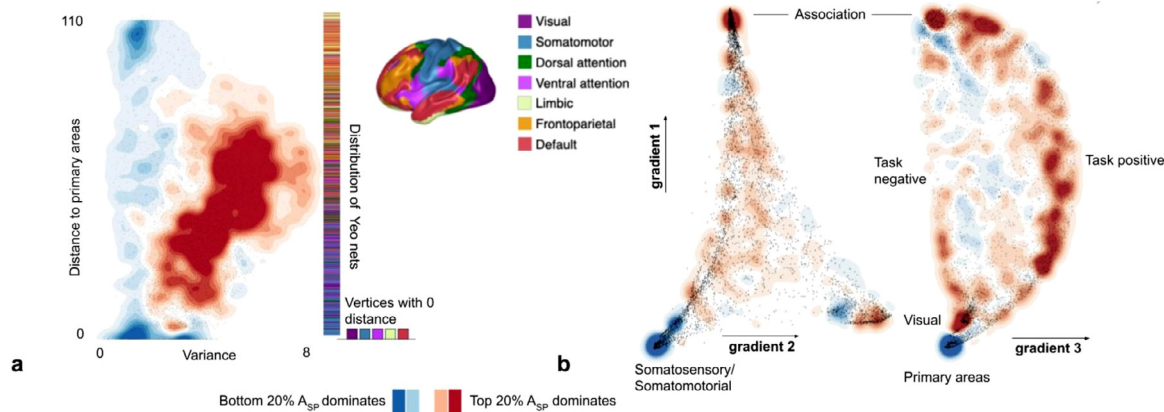 110
Distance to primary areas
0
0
Variance
8
a
Distribution of Yeo nets
Vertices with 0
distance
Visual
Somatomotor
Dorsal attention
Ventral attention
Limbic
Frontoparietal
Default
Association
gradient 1
Task
negative
Task positive
Visual
gradient 2
gradient 3
Somatosensory/
Somatomotorial
Primary areas
b
Bottom 20% A_SP dominates
Top 20% A_SP dominates